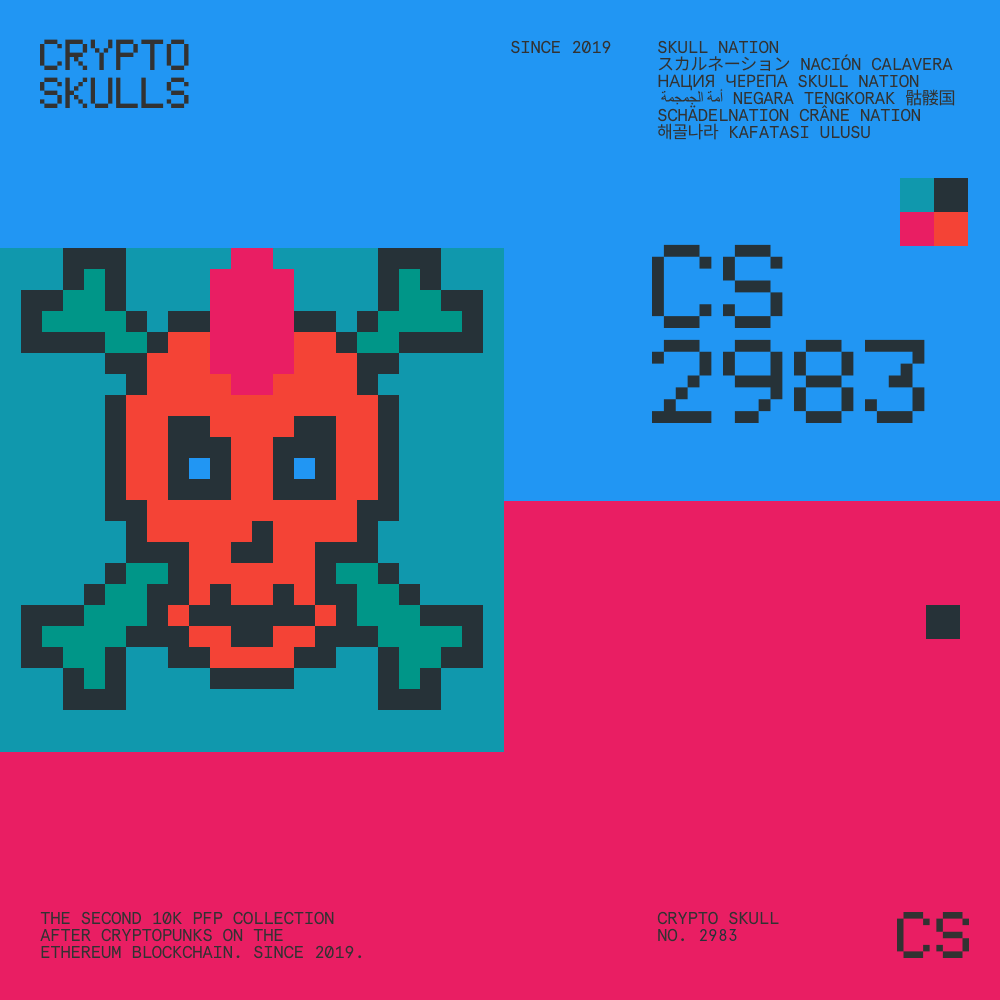 CRYPTO
SKULLS
SINCE 2019
SKULL NATION
スカルネーション NACIÓN CALAVERA
НАЦИЯ ЧЕРЕПА SKULL NATION
أمة الجمجمة NEGARA TENGKORAK 骷髅国
SCHÄDELNATION CRÂNE NATION
해골나라 KAFATASI ULUSU
CS
2983
THE SECOND 10K PFP COLLECTION
AFTER CRYPTOPUNKS ON THE
ETHEREUM BLOCKCHAIN. SINCE 2019.
CRYPTO SKULL
NO. 2983
CS